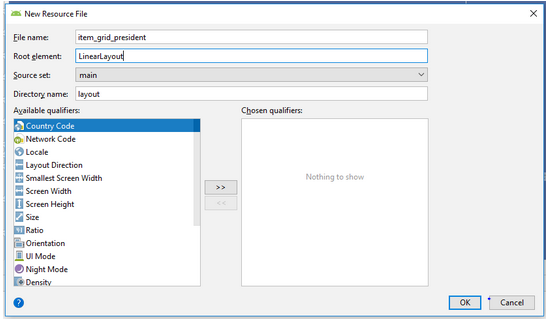 New Resource File
File name: item_grid_president
Root element: LinearLayout
Source set: main
Directory name: layout
Available qualifiers: Chosen qualifiers:
Country Code
Network Code
Locale
Layout Direction
Smallest Screen Width
Screen Width
Screen Height
Size
Ratio
Orientation
UI Mode
Night Mode
Density
>>
<<
Nothing to show
? OK Cancel